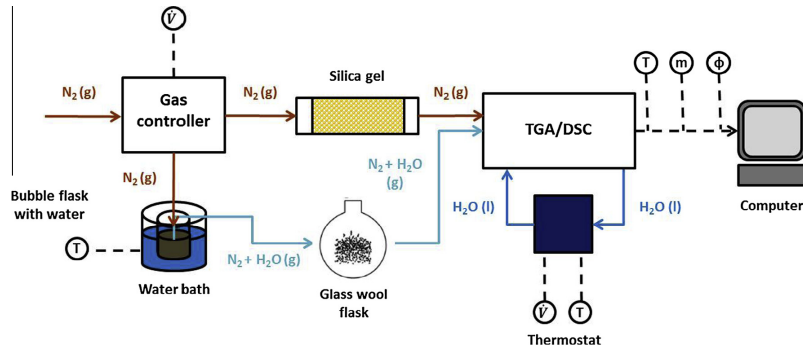 V̇
N₂ (g)
Gas
controller
N₂ (g)
Silica gel
N₂ (g)
TGA/DSC
T
m
ϕ
Computer
N₂ (g)
N₂ + H₂O
(g)
Bubble flask
with water
T
Water bath
N₂ + H₂O (g)
Glass wool
flask
H₂O (l)
H₂O (l)
V̇
T
Thermostat